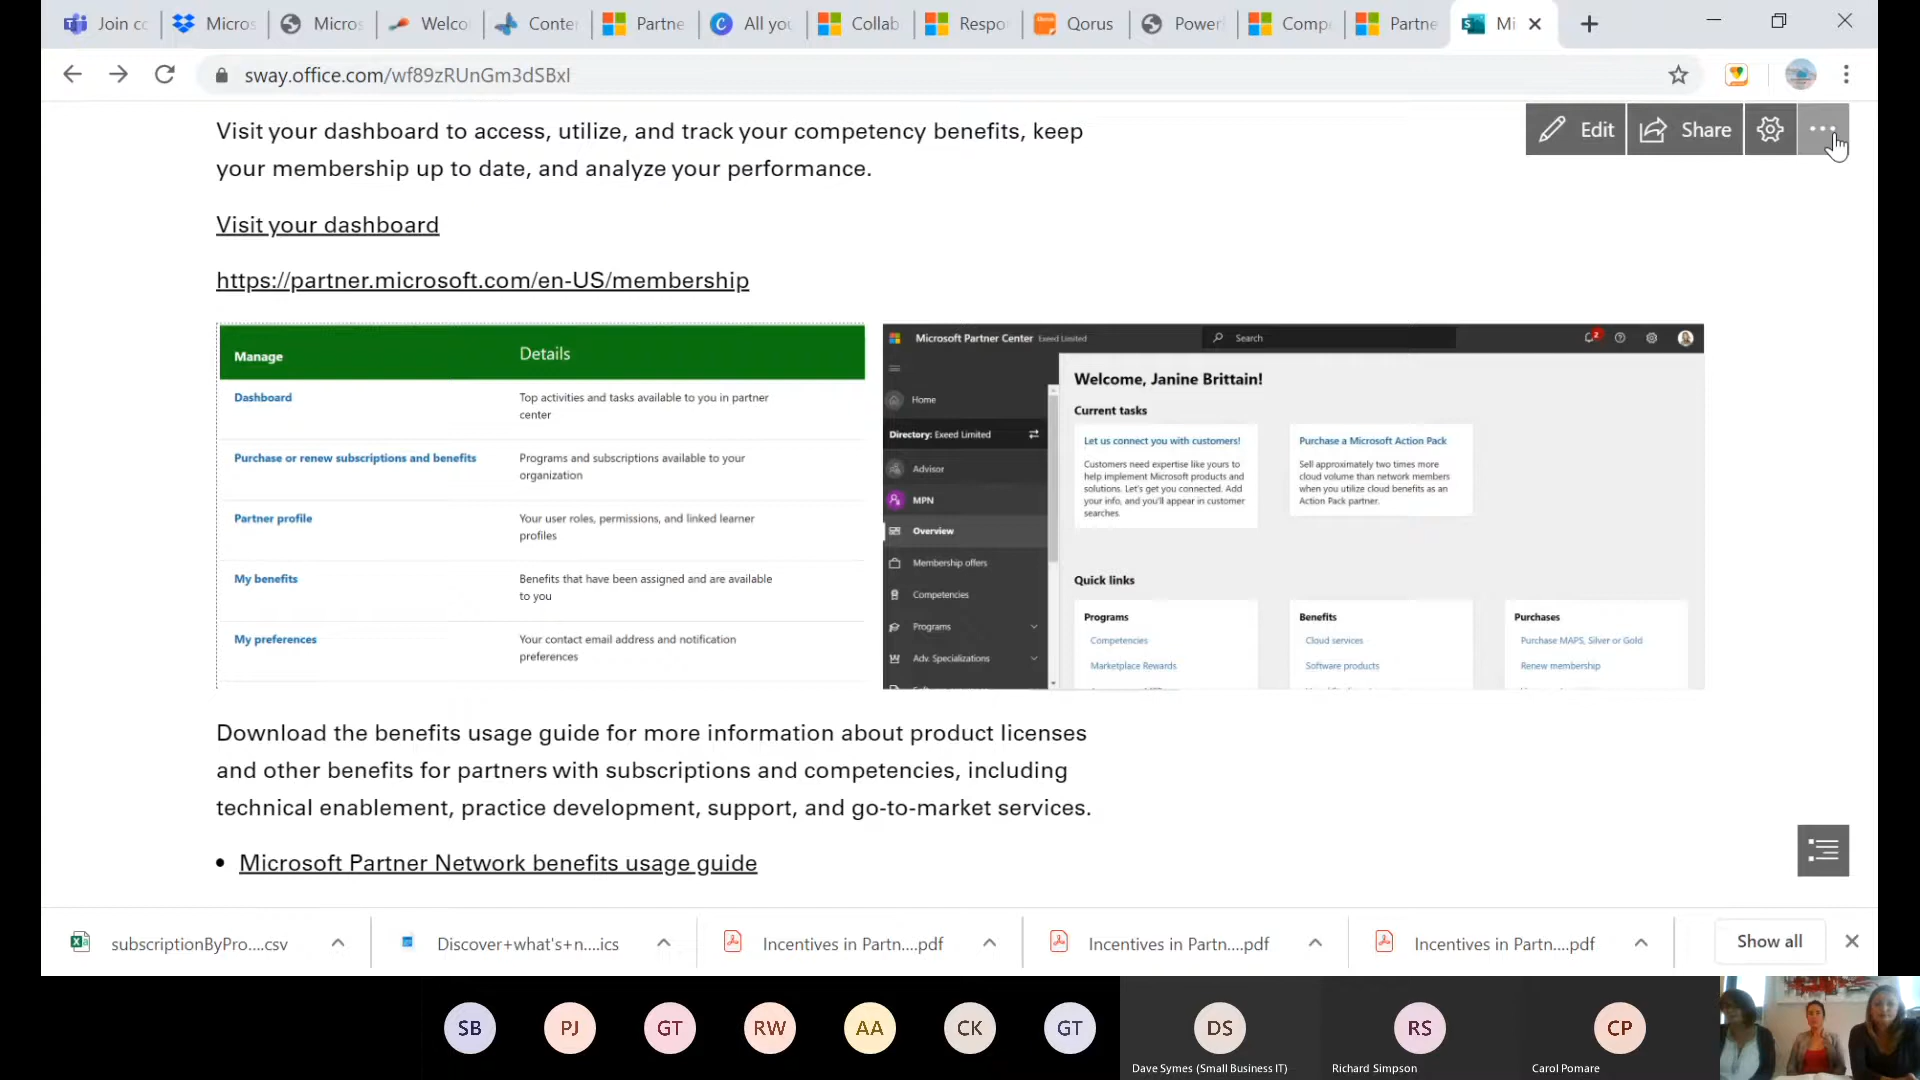 Join co
Micros
Micros
Welco
Conte
Partne
All you
Collab
Respo
Qorus
Power
Comp
Partne
Mi
sway.office.com/wf89zRUnGm3dSBxI
Edit
Share
Visit your dashboard to access, utilize, and track your competency benefits, keep
your membership up to date, and analyze your performance.
Visit your dashboard
https://partner.microsoft.com/en-US/membership
Manage
Details
Dashboard
Top activities and tasks available to you in partner
center
Purchase or renew subscriptions and benefits
Programs and subscriptions available to your
organization
Partner profile
Your user roles, permissions, and linked learner
profiles
My benefits
Benefits that have been assigned and are available
to you
My preferences
Your contact email address and notification
preferences
Microsoft Partner Center Exeed Limited
Search
2
Home
Directory: Exeed Limited
Advisor
MPN
Overview
Membership offers
Competencies
Programs
Adv. Specializations
Welcome, Janine Brittain!
Current tasks
Let us connect you with customers!
Customers need expertise like yours to
help implement Microsoft products and
solutions. Let's get you connected. Add
your info, and you'll appear in customer
searches.
Purchase a Microsoft Action Pack
Sell approximately two times more
cloud volume than network members
when you utilize cloud benefits as an
Action Pack partner.
Quick links
Programs
Competencies
Marketplace Rewards
Benefits
Cloud services
Software products
Purchases
Purchase MAPS, Silver or Gold
Renew membership
Download the benefits usage guide for more information about product licenses
and other benefits for partners with subscriptions and competencies, including
technical enablement, practice development, support, and go-to-market services.
• Microsoft Partner Network benefits usage guide
subscriptionByPro....csv
Discover+what's+n....ics
Incentives in Partn....pdf
Incentives in Partn....pdf
Incentives in Partn....pdf
Show all
SB
PJ
GT
RW
AA
CK
GT
DS
RS
CP
Dave Symes (Small Business IT)
Richard Simpson
Carol Pomare